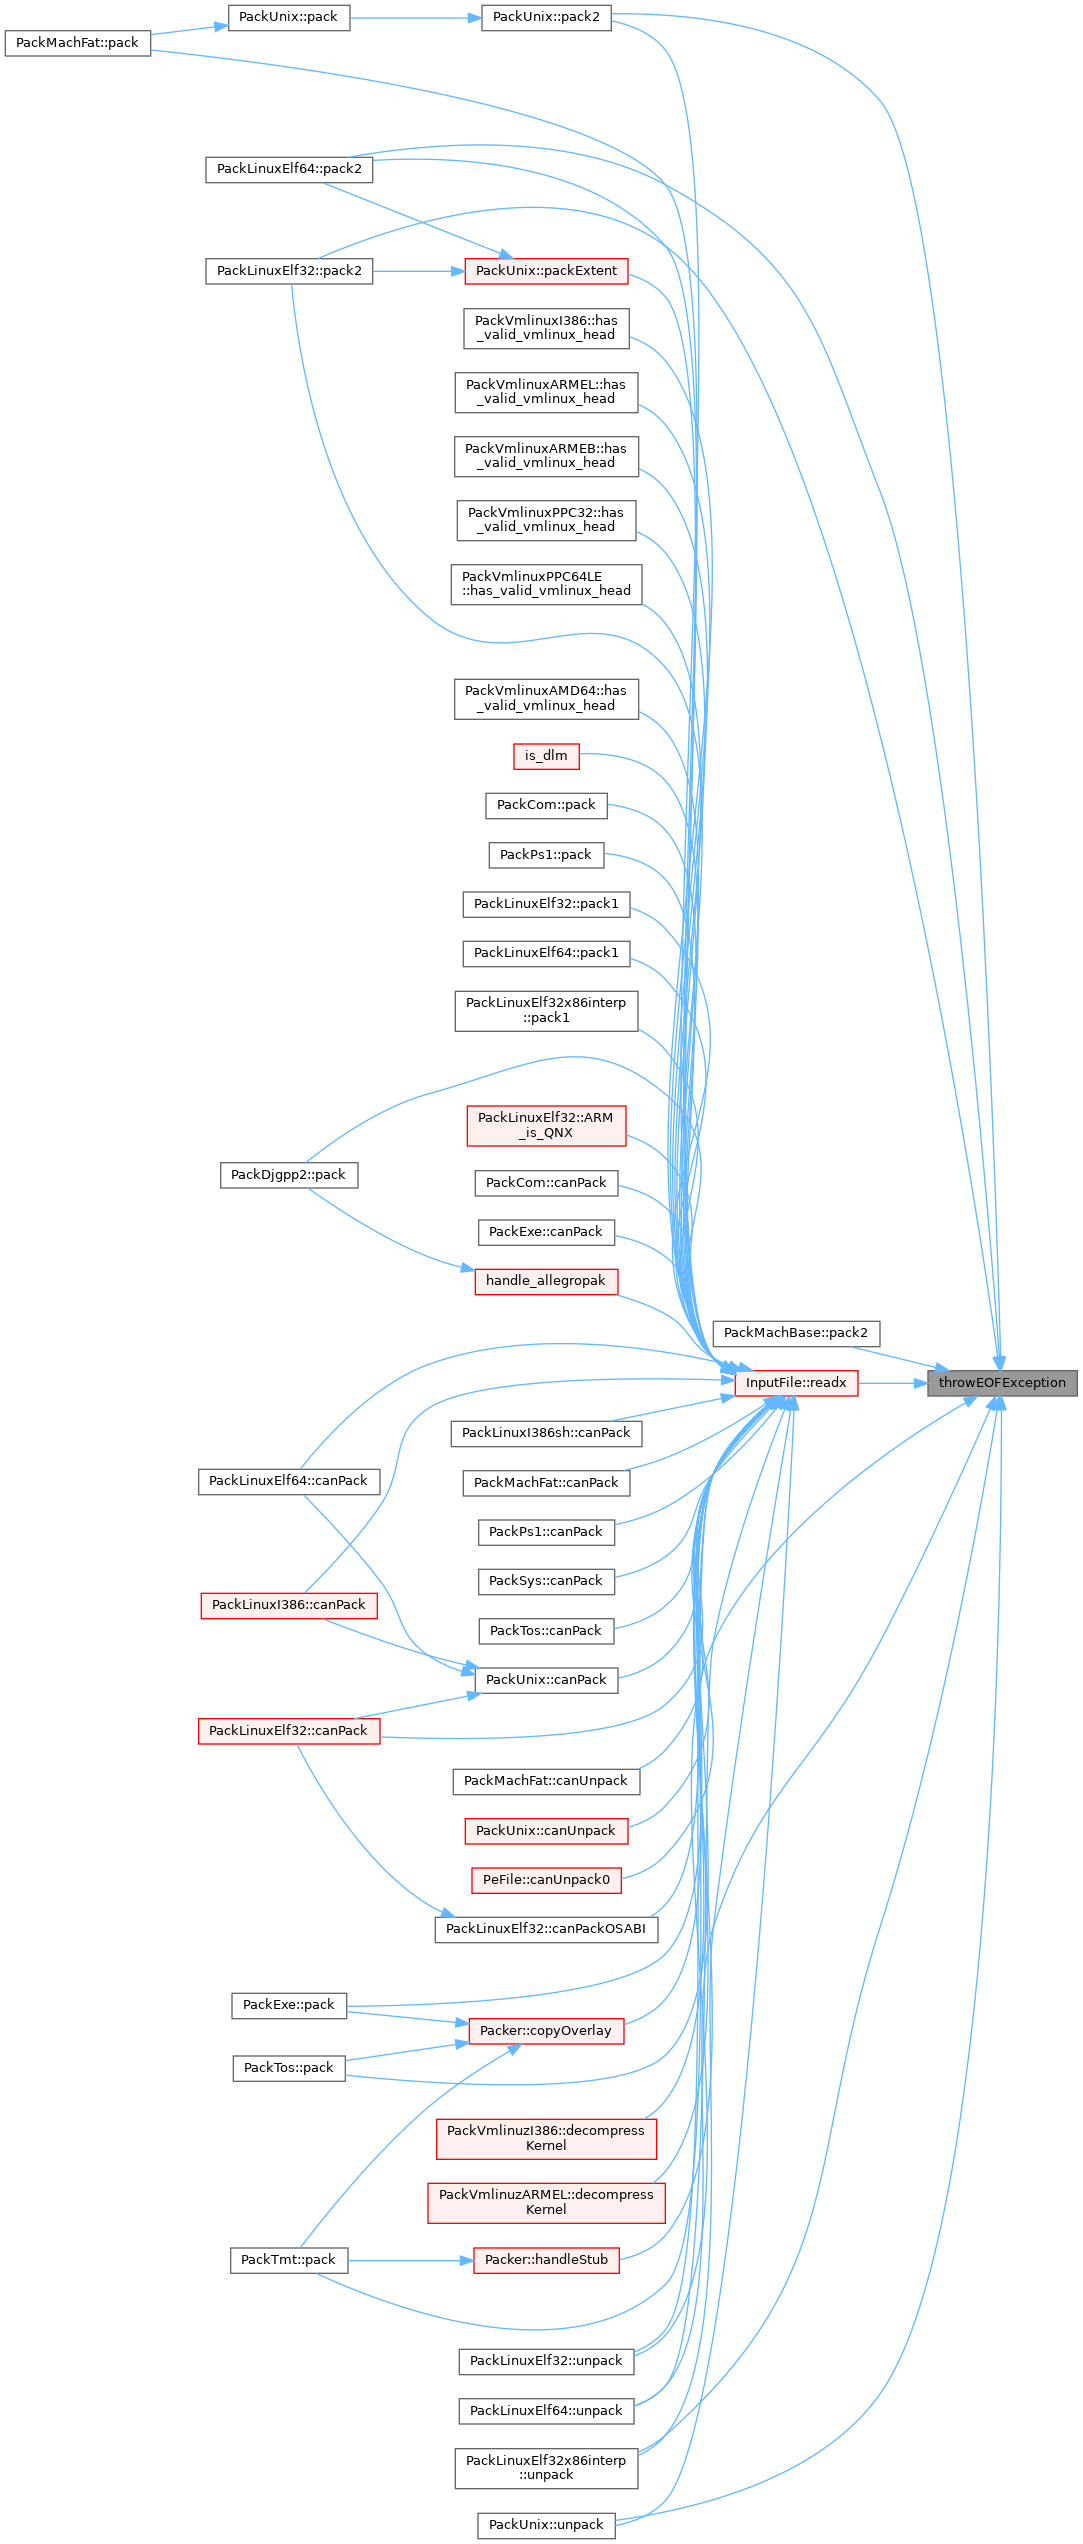 PackUnix::pack
PackUnix::pack2
PackMachFat::pack
PackLinuxElf64::pack2
PackLinuxElf32::pack2
PackUnix::packExtent
PackVmlinuxI386::has
_valid_vmlinux_head
PackVmlinuxARMEL::has
_valid_vmlinux_head
PackVmlinuxARMEB::has
_valid_vmlinux_head
PackVmlinuxPPC32::has
_valid_vmlinux_head
PackVmlinuxPPC64LE
::has_valid_vmlinux_head
PackVmlinuxAMD64::has
_valid_vmlinux_head
is_dlm
PackCom::pack
PackPs1::pack
PackLinuxElf32::pack1
PackLinuxElf64::pack1
PackLinuxElf32x86interp
::pack1
PackLinuxElf32::ARM
_is_QNX
PackDjgpp2::pack
PackCom::canPack
PackExe::canPack
handle_allegropak
PackMachBase::pack2
InputFile::readx
throwEOFException
PackLinuxI386sh::canPack
PackLinuxElf64::canPack
PackMachFat::canPack
PackPs1::canPack
PackSys::canPack
PackLinuxI386::canPack
PackTos::canPack
PackUnix::canPack
PackLinuxElf32::canPack
PackMachFat::canUnpack
PackUnix::canUnpack
PeFile::canUnpack0
PackLinuxElf32::canPackOSABI
PackExe::pack
Packer::copyOverlay
PackTos::pack
PackVmlinuzI386::decompress
Kernel
PackVmlinuzARMEL::decompress
Kernel
PackTmt::pack
Packer::handleStub
PackLinuxElf32::unpack
PackLinuxElf64::unpack
PackLinuxElf32x86interp
::unpack
PackUnix::unpack